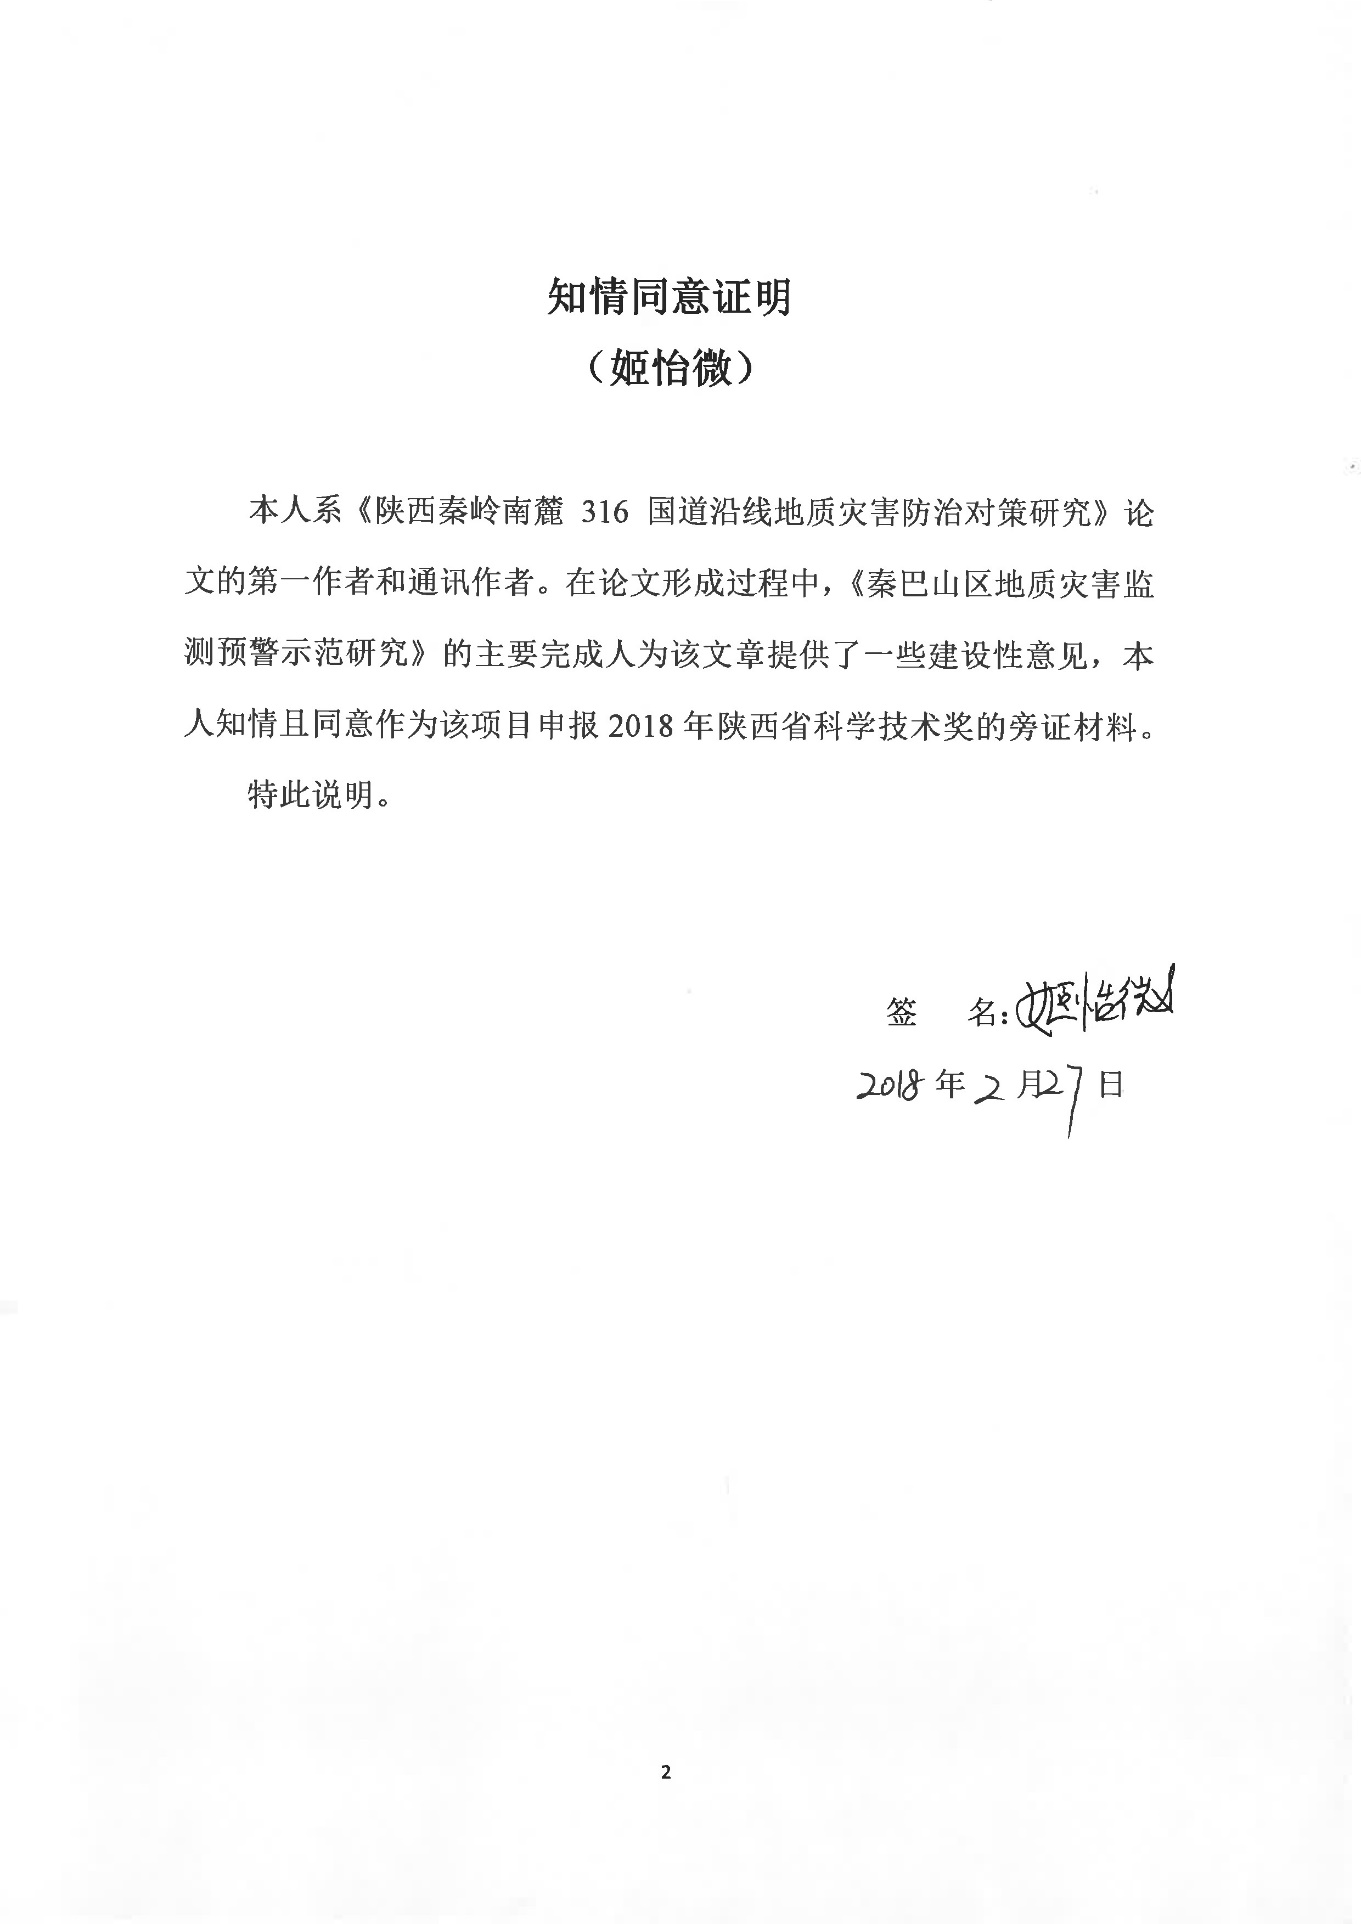 知情同意证明
（姬怡微）
本人系《陕西秦岭南麓 316 国道沿线地质灾害防治对策研究》论
文的第一作者和通讯作者。在论文形成过程中，《秦巴山区地质灾害监
测预警示范研究》的主要完成人为该文章提供了一些建设性意见，本
人知情且同意作为该项目申报 2018 年陕西省科学技术奖的旁证材料。
特此说明。
签 名：姬怡微
2018 年 2 月 27 日
2